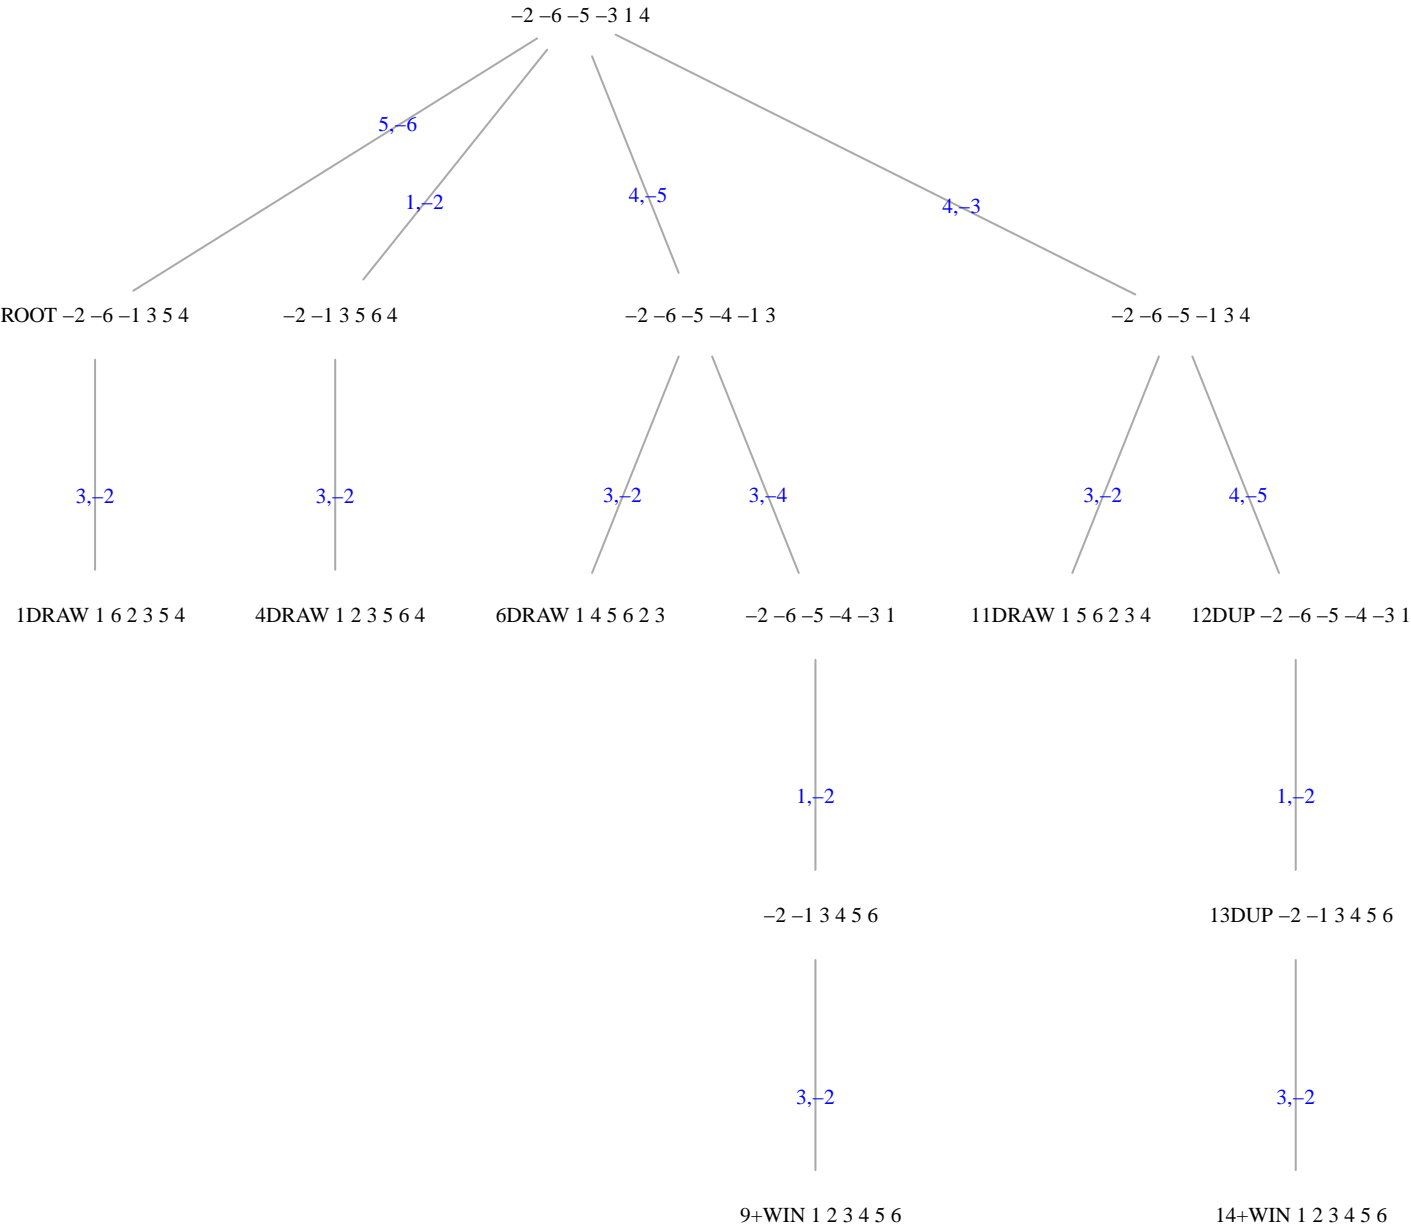 −2 −6 −5 −3 1 4
5,−6
1,−2
4,−5
4,−3
ROOT −2 −6 −1 3 5 4
−2 −1 3 5 6 4
−2 −6 −5 −4 −1 3
−2 −6 −5 −1 3 4
3,−2
3,−2
3,−2
3,−4
3,−2
4,−5
1DRAW 1 6 2 3 5 4
4DRAW 1 2 3 5 6 4
6DRAW 1 4 5 6 2 3
−2 −6 −5 −4 −3 1
11DRAW 1 5 6 2 3 4
12DUP −2 −6 −5 −4 −3 1
1,−2
1,−2
−2 −1 3 4 5 6
13DUP −2 −1 3 4 5 6
3,−2
3,−2
9+WIN 1 2 3 4 5 6
14+WIN 1 2 3 4 5 6